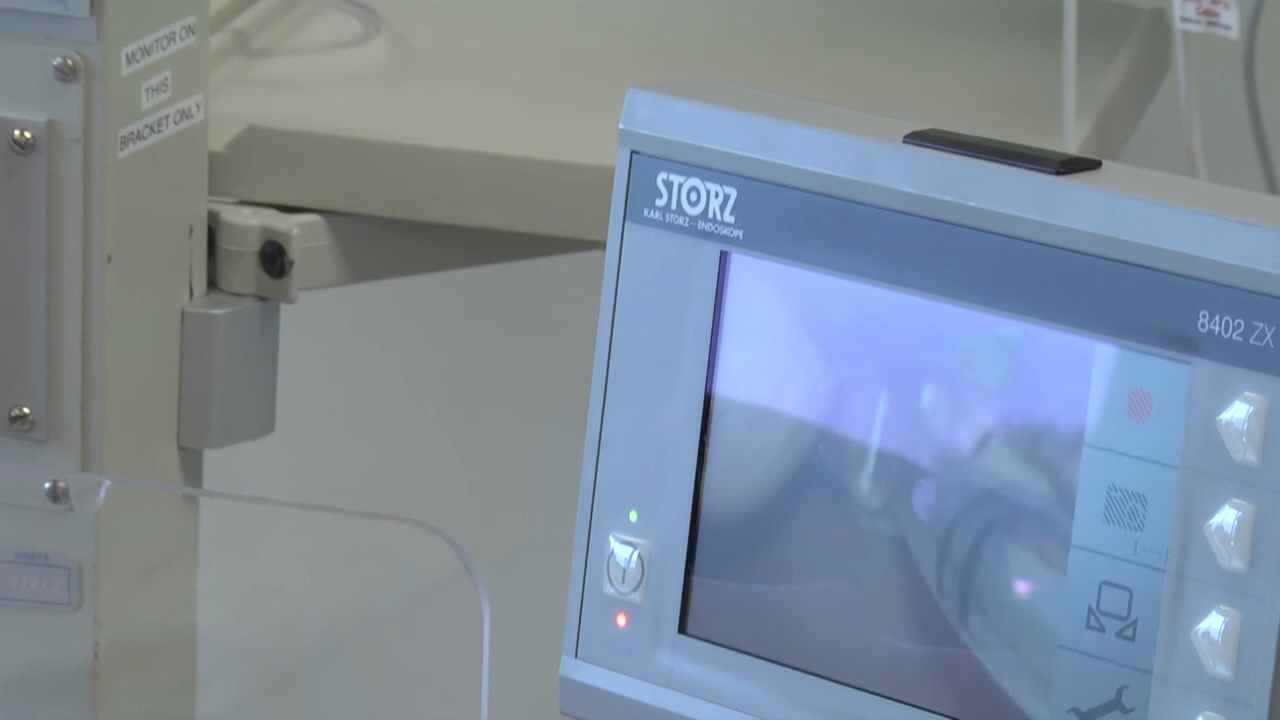 MONITOR ON
THIS
BRACKET ONLY
STORZ
KARL STORZ — ENDOSKOPE
8402 ZX